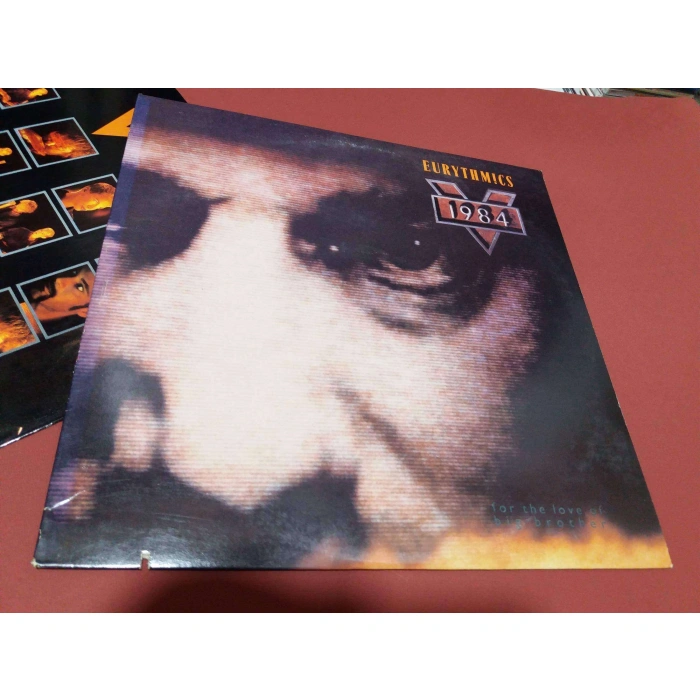 EURYTHMICS
1984
for the love of
big brother